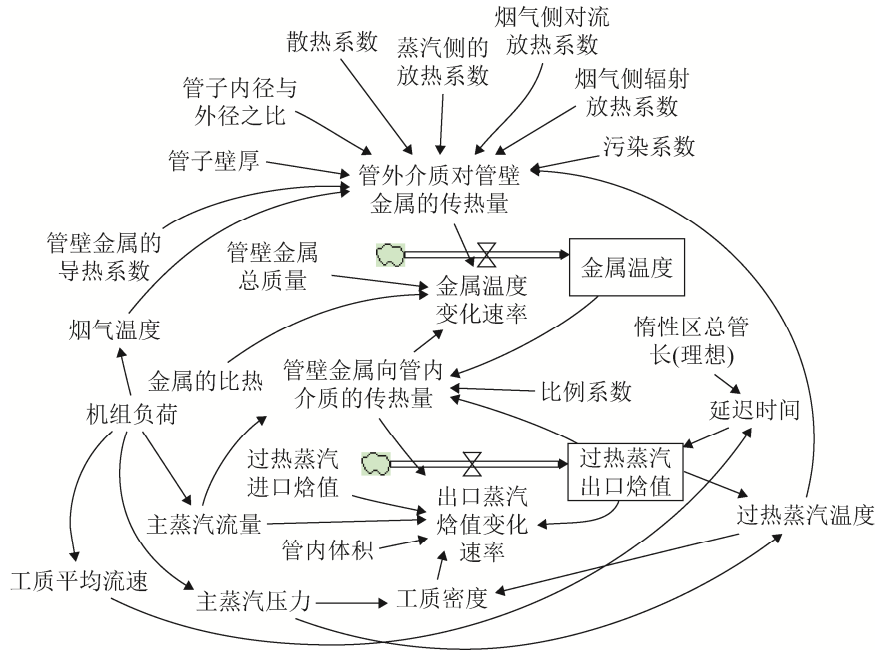 散热系数
蒸汽侧的
放热系数
烟气侧对流
放热系数
管子内径与
外径之比
烟气侧辐射
放热系数
管子壁厚
污染系数
管外介质对管壁
金属的传热量
管壁金属的
导热系数
管壁金属
总质量
金属温度
变化速率
金属温度
烟气温度
惰性区总管
长(理想)
金属的比热
管壁金属向管内
介质的传热量
比例系数
延迟时间
机组负荷
过热蒸汽
进口焓值
过热蒸汽
出口焓值
主蒸汽流量
出口蒸汽
焓值变化
速率
过热蒸汽温度
管内体积
工质平均流速
主蒸汽压力
工质密度